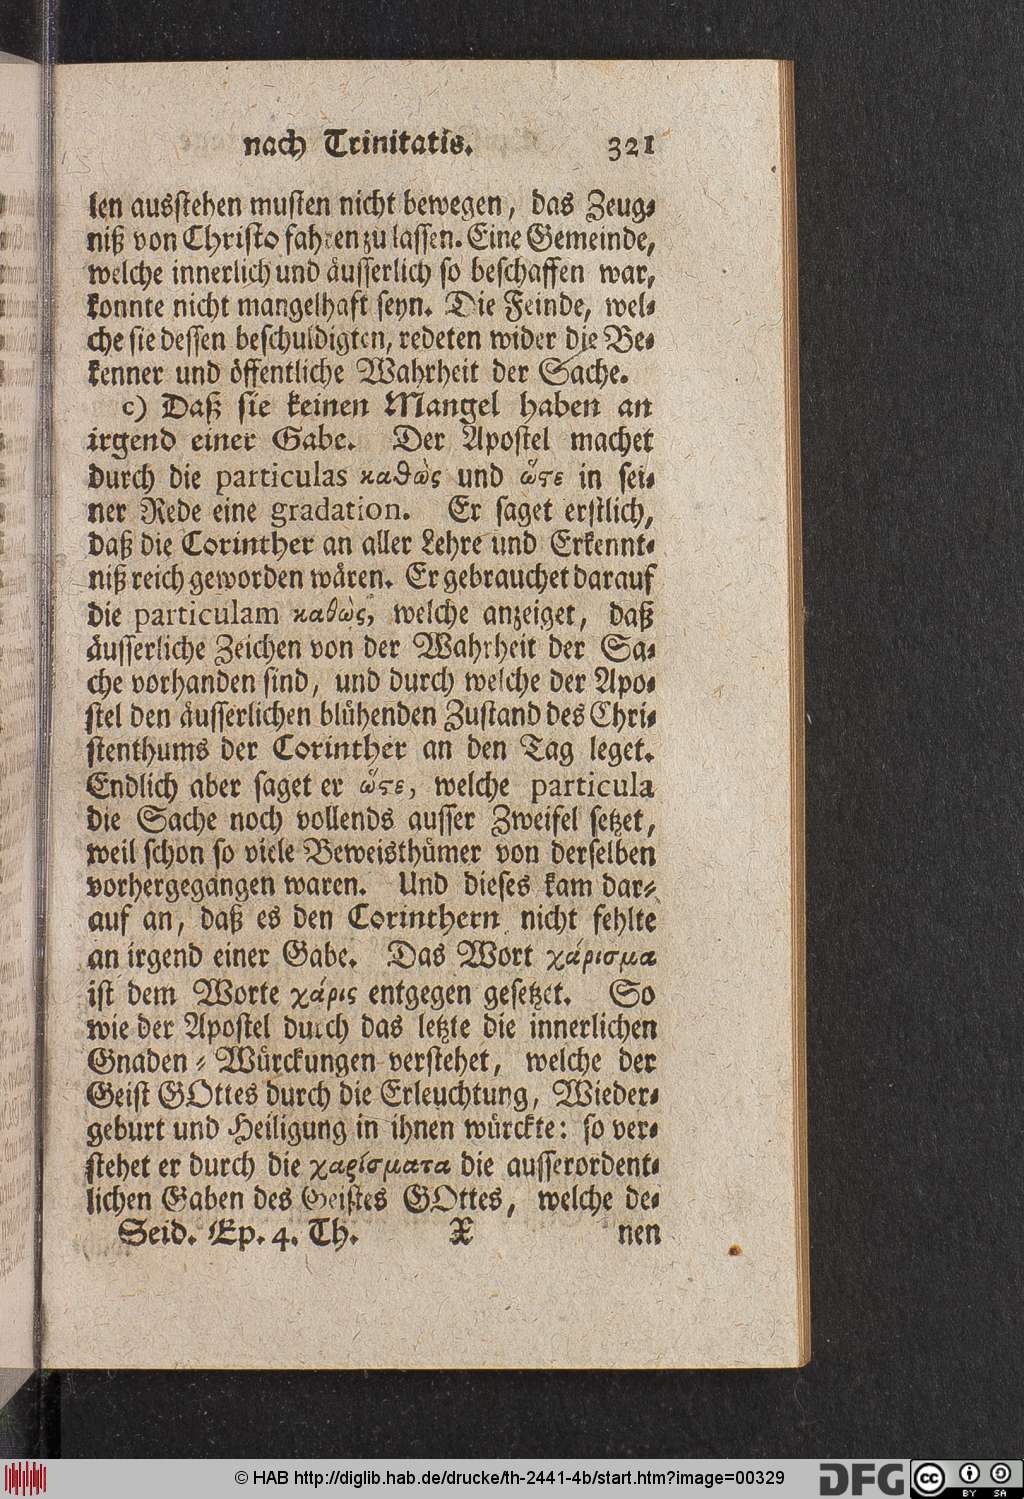 nach Trinitatis. 321
len ausstehen musten nicht bewegen, das Zeug⸗
niß von Christo fahren zu lassen. Eine Gemeinde,
welche innerlich und äusserlich so beschaffen war,
konnte nicht mangelhaft seyn. Die Feinde, wel⸗
che sie dessen beschuldigten, redeten wider die Be⸗
kenner und öffentliche Wahrheit der Sache.
c) Daß sie keinen Mangel haben an
irgend einer Gabe. Der Apostel machet
durch die particulas καθὼς und ὥςε in sei⸗
ner Rede eine gradation. Er saget erstlich,
daß die Corinther an aller Lehre und Erkennt⸗
niß reich geworden wären. Er gebrauchet darauf
die particulam καθὼς, welche anzeiget, daß
äusserliche Zeichen von der Wahrheit der Sa⸗
che vorhanden sind, und durch welche der Apo⸗
stel den äusserlichen blühenden Zustand des Chri⸗
stenthums der Corinther an den Tag leget.
Endlich aber saget er ὥςε, welche particula
die Sache noch vollends ausser Zweifel setzet,
weil schon so viele Beweisthümer von derselben
vorhergegangen waren. Und dieses kam dar⸗
auf an, daß es den Corinthern nicht fehlte
an irgend einer Gabe. Das Wort χάρισμα
ist dem Worte χάρις entgegen gesetzet. So
wie der Apostel durch das letzte die innerlichen
Gnaden⸗Würckungen verstehet, welche der
Geist GOttes durch die Erleuchtung, Wieder⸗
geburt und Heiligung in ihnen würckte: so ver⸗
stehet er durch die χαρίσματα die ausserordent⸗
lichen Gaben des Geistes GOttes, welche de⸗
Seid. Ep. 4. Th. X nen
© HAB http://diglib.hab.de/drucke/th-2441-4b/start.htm?image=00329 DFG cc BY SA